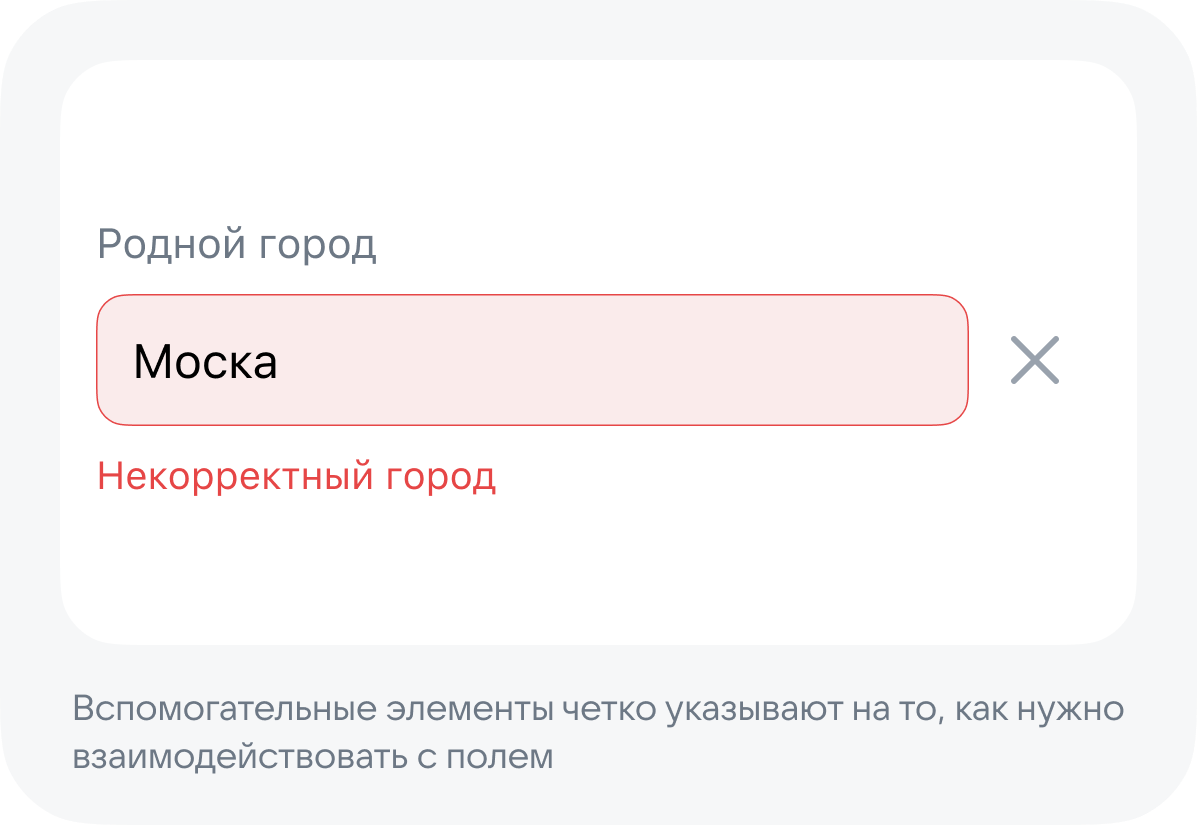 Родной город
Моска
Некорректный город
Вспомогательные элементы четко указывают на то, как нужно
взаимодействовать с полем